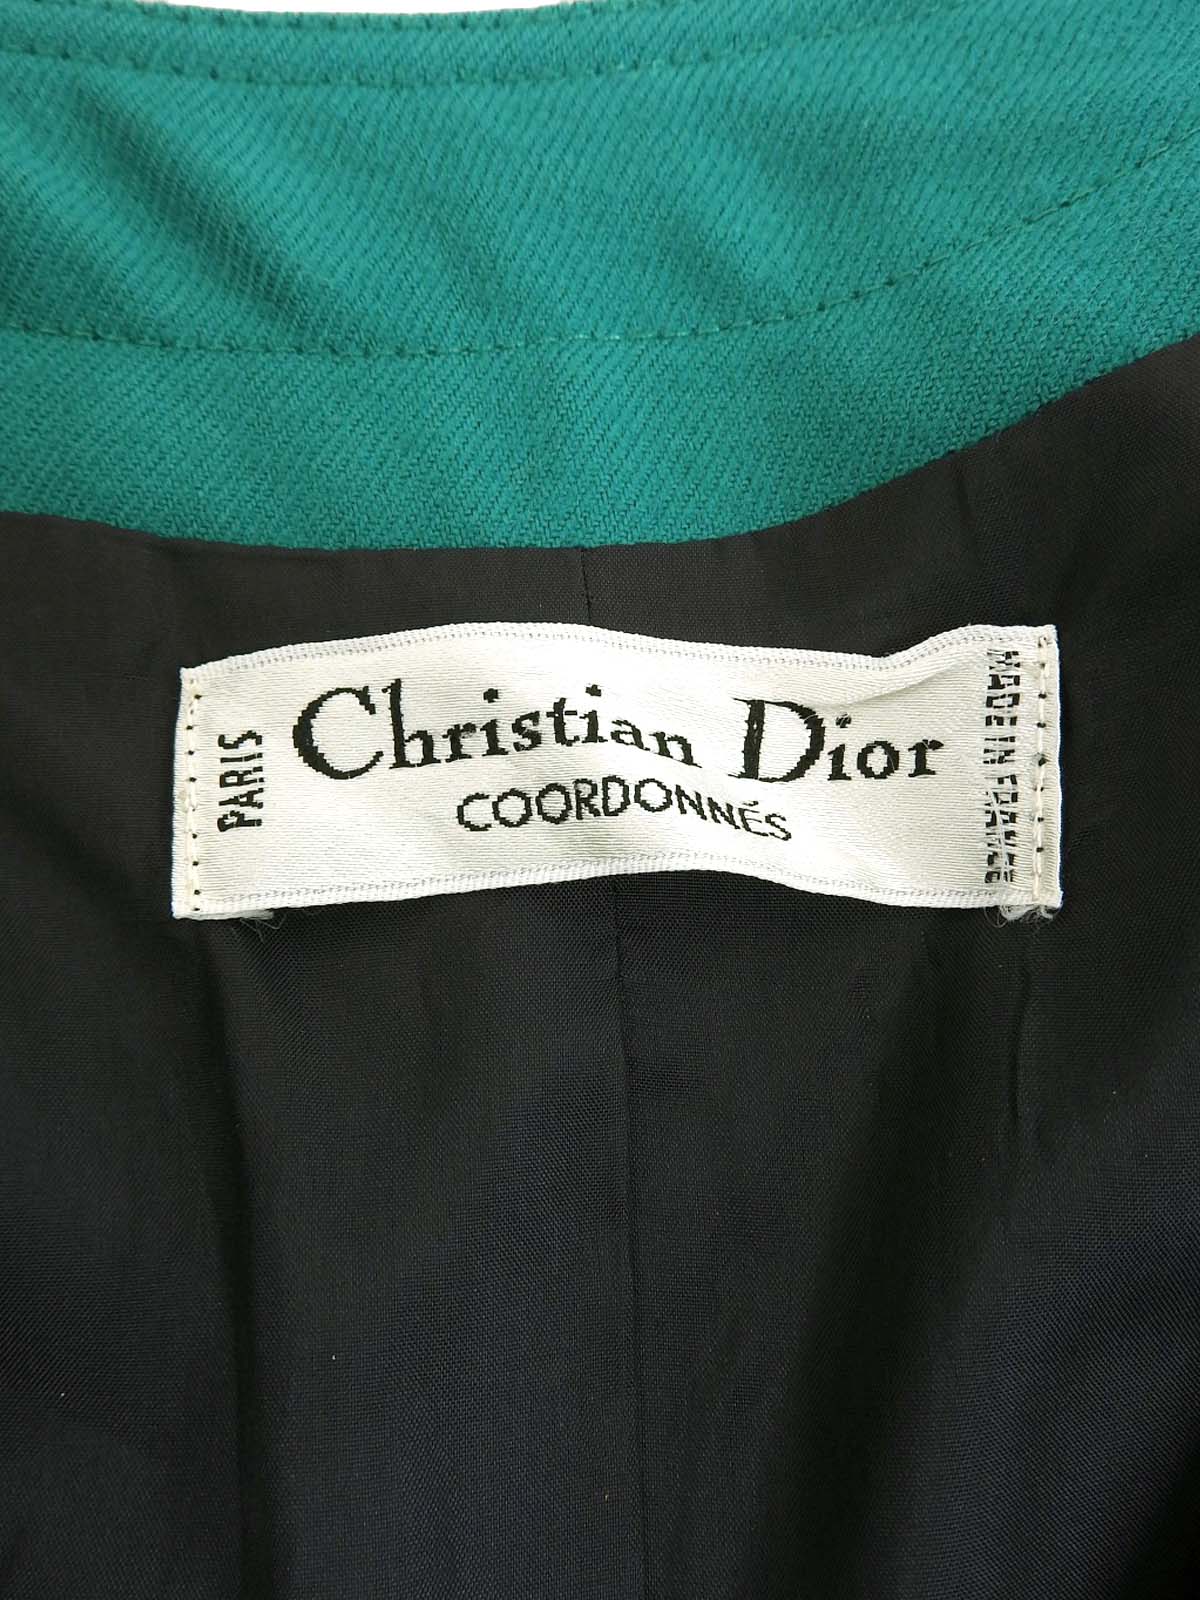 PARIS
Christian Dior
COORDONNÉS
MADE IN FRANCE